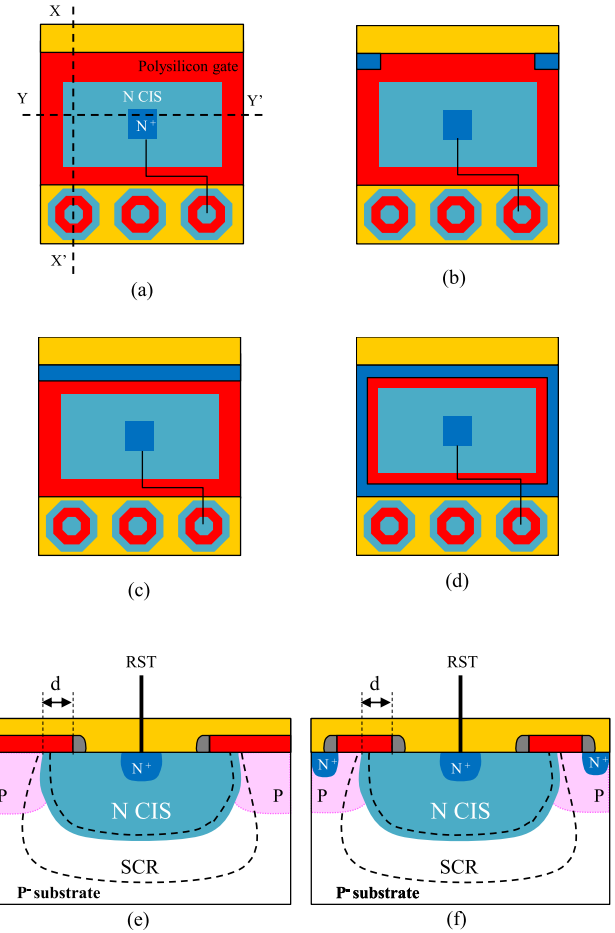 X
Polysilicon gate
N CIS
Y
Y’
N+
X’
(a)
(b)
(c)
(d)
RST
RST
d
d
N+
N+
N+
N+
P
P
P
P
N CIS
N CIS
SCR
SCR
P- substrate
P- substrate
(e)
(f)